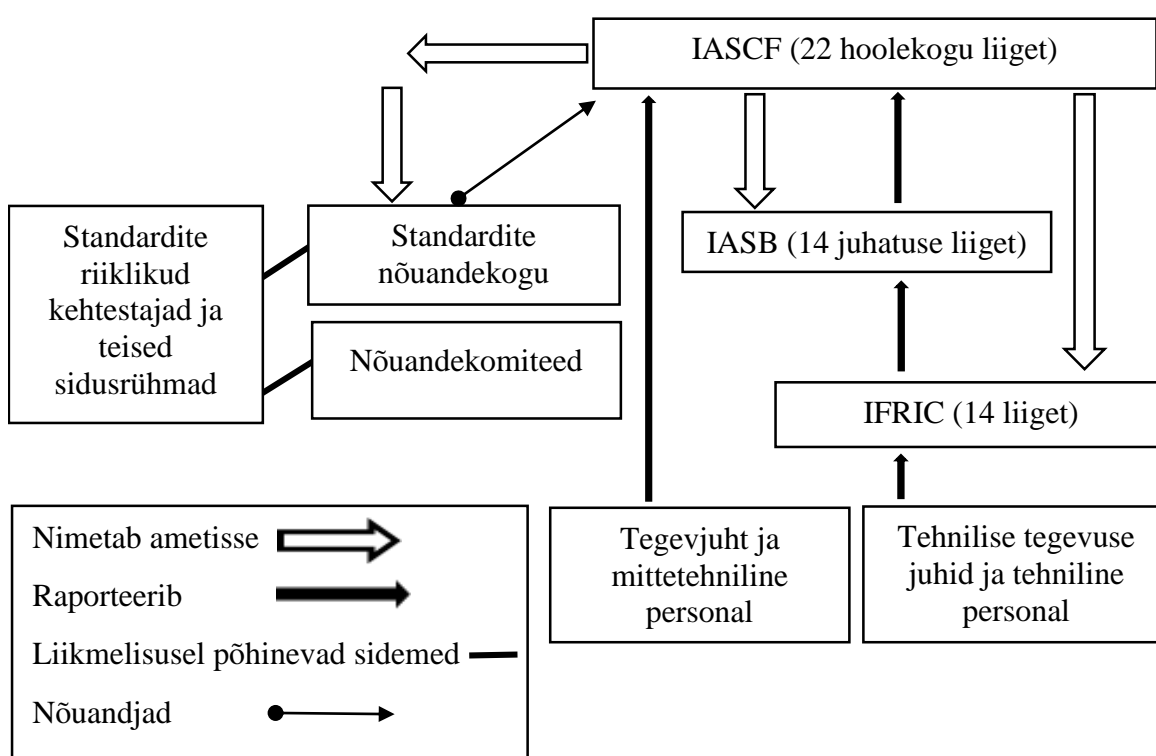 IASCF (22 hoolekogu liiget)
Standardite
riiklikud
kehtestajad ja
teised
sidusrühmad
Standardite
nõuandekogu
IASB (14 juhatuse liiget)
Nõuandekomiteed
IFRIC (14 liiget)
Nimetab ametisse
Raporteerib
Liikmelisusel põhinevad sidemed
Nõuandjad
Tegevjuht ja
mittetehniline
personal
Tehnilise tegevuse
juhid ja tehniline
personal